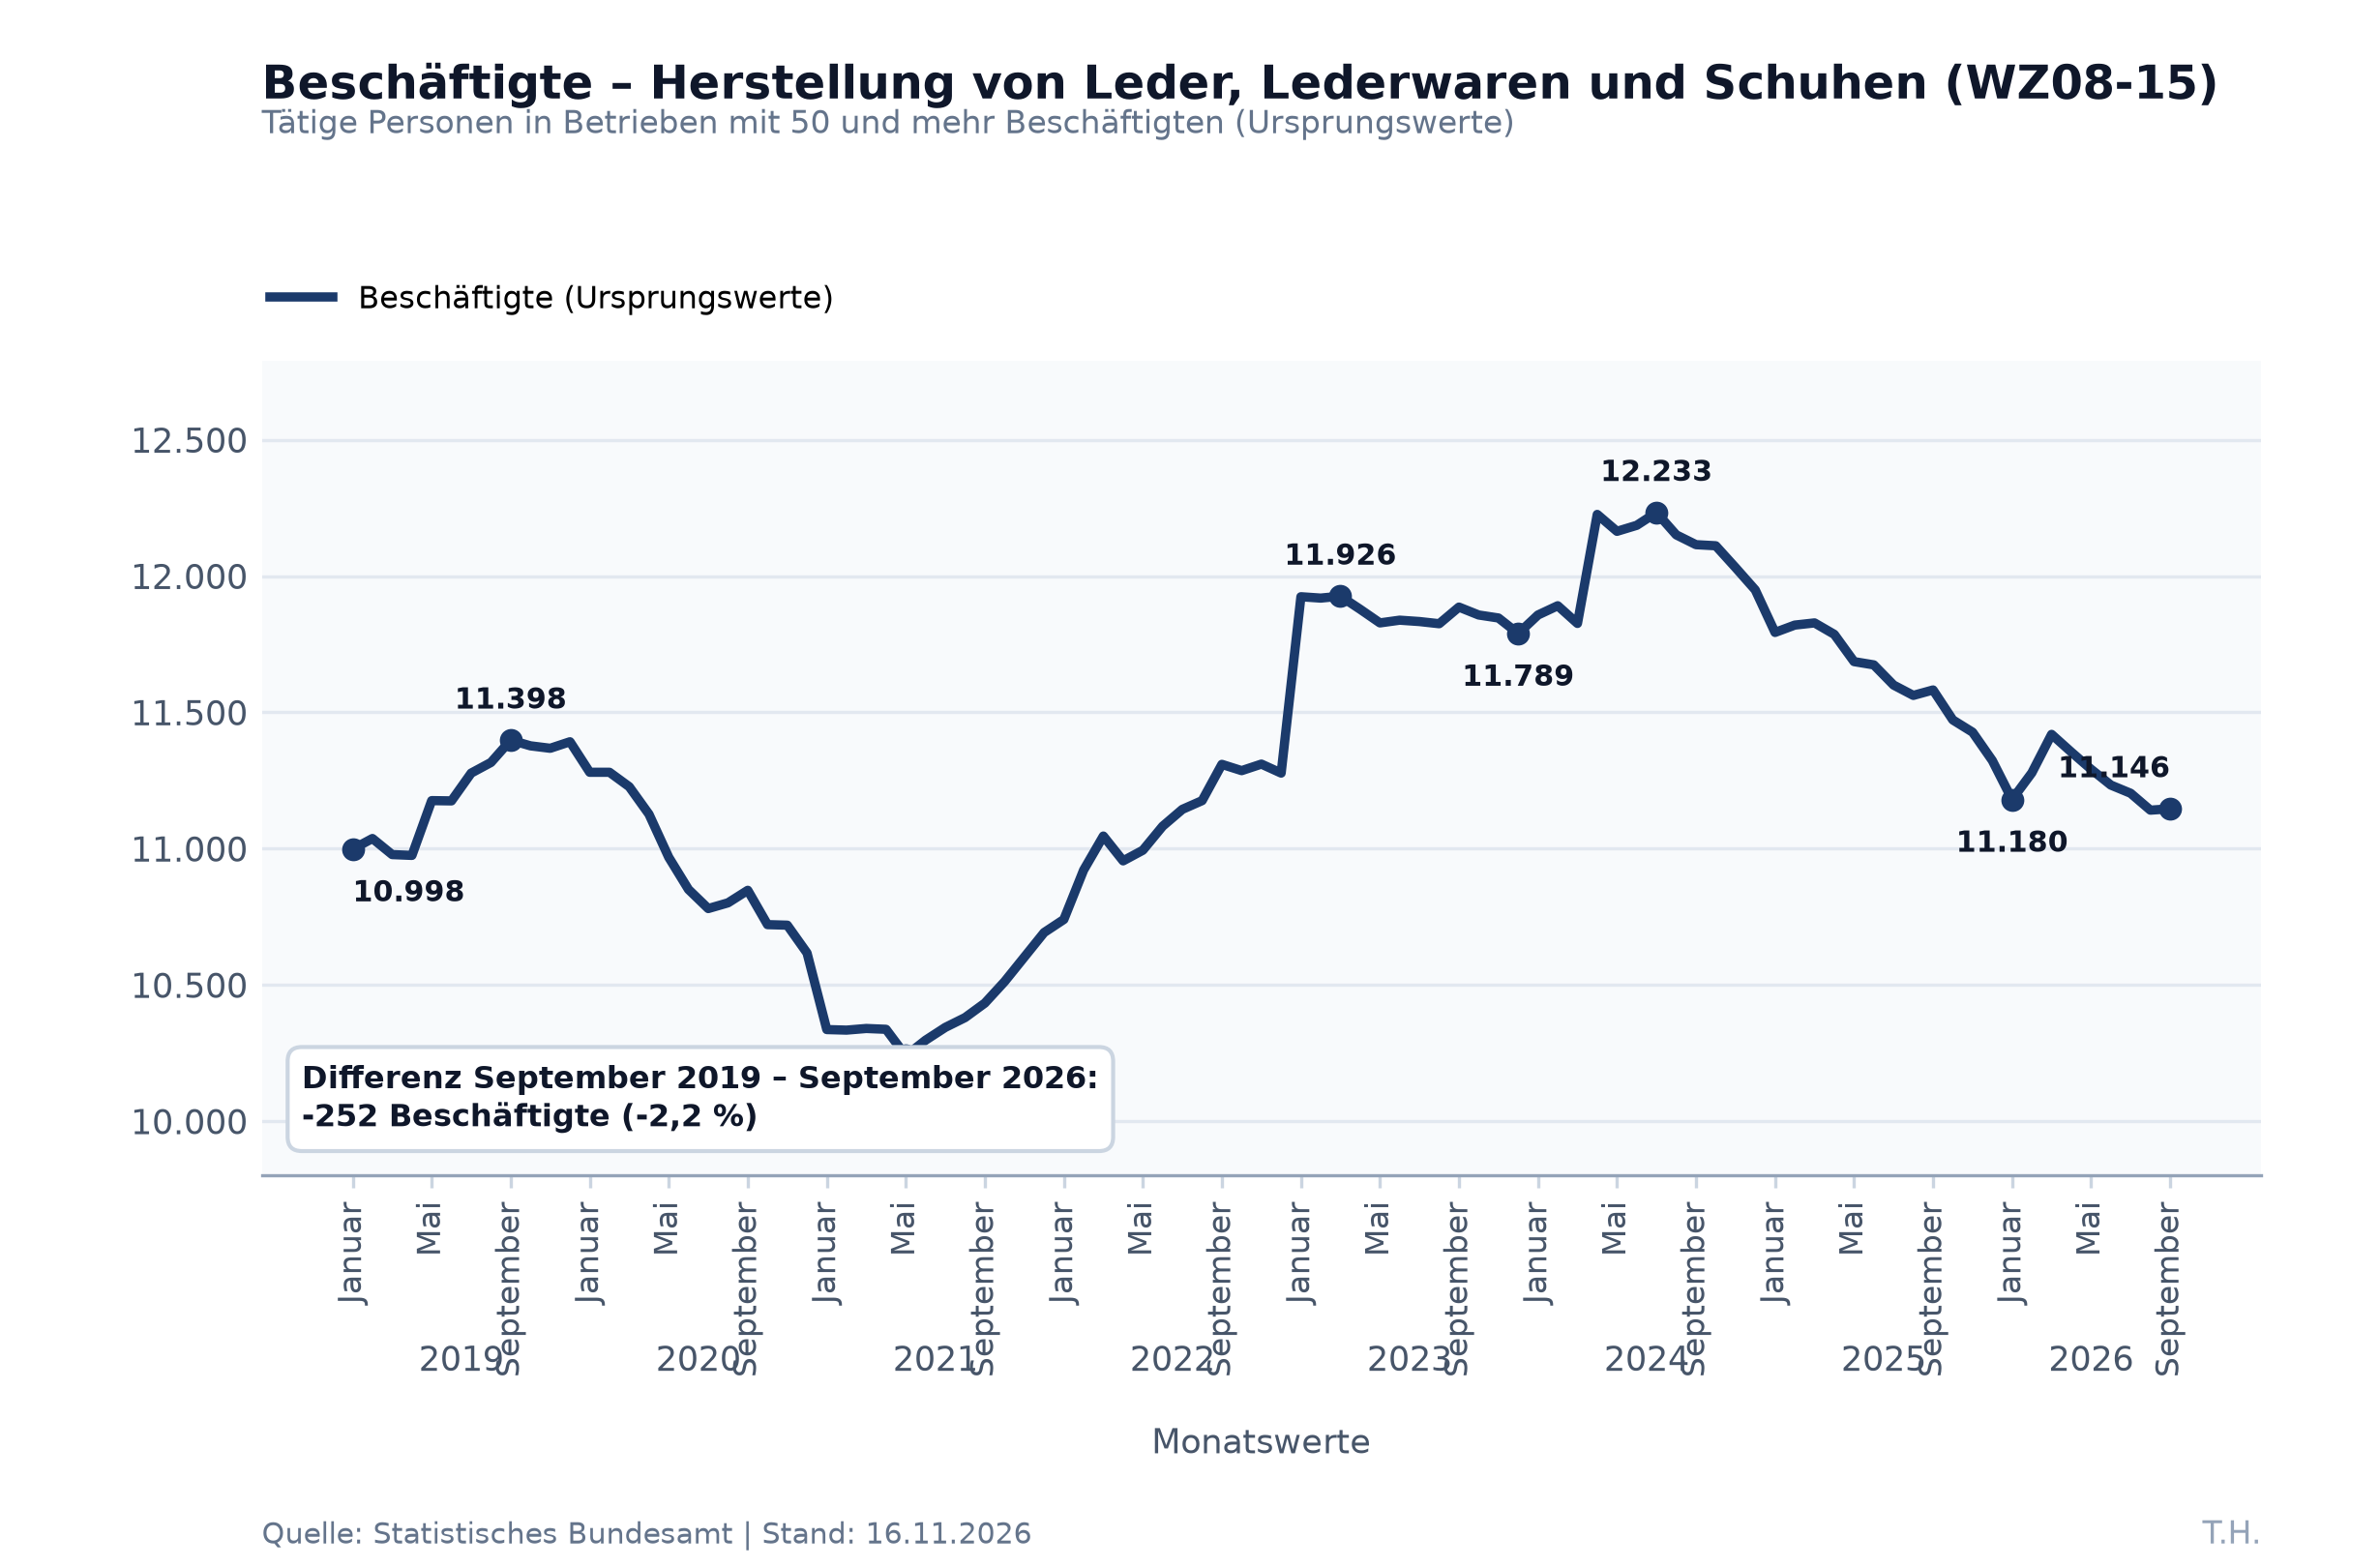 Beschäftigte – Herstellung von Leder, Lederwaren und Schuhen (WZ08-15)
Tätige Personen in Betrieben mit 50 und mehr Beschäftigten (Ursprungswerte)
Beschäftigte (Ursprungswerte)
12.500
12.000
11.500
11.000
10.500
10.000
10.998
11.398
11.926
11.789
12.233
11.180
11.146
Differenz September 2019 – September 2026:
-252 Beschäftigte (-2,2 %)
Januar
Mai
September
Januar
Mai
September
Januar
Mai
September
Januar
Mai
September
Januar
Mai
September
Januar
Mai
September
Januar
Mai
September
Januar
Mai
September
2019
2020
2021
2022
2023
2024
2025
2026
Monatswerte
Quelle: Statistisches Bundesamt | Stand: 16.11.2026
T.H.